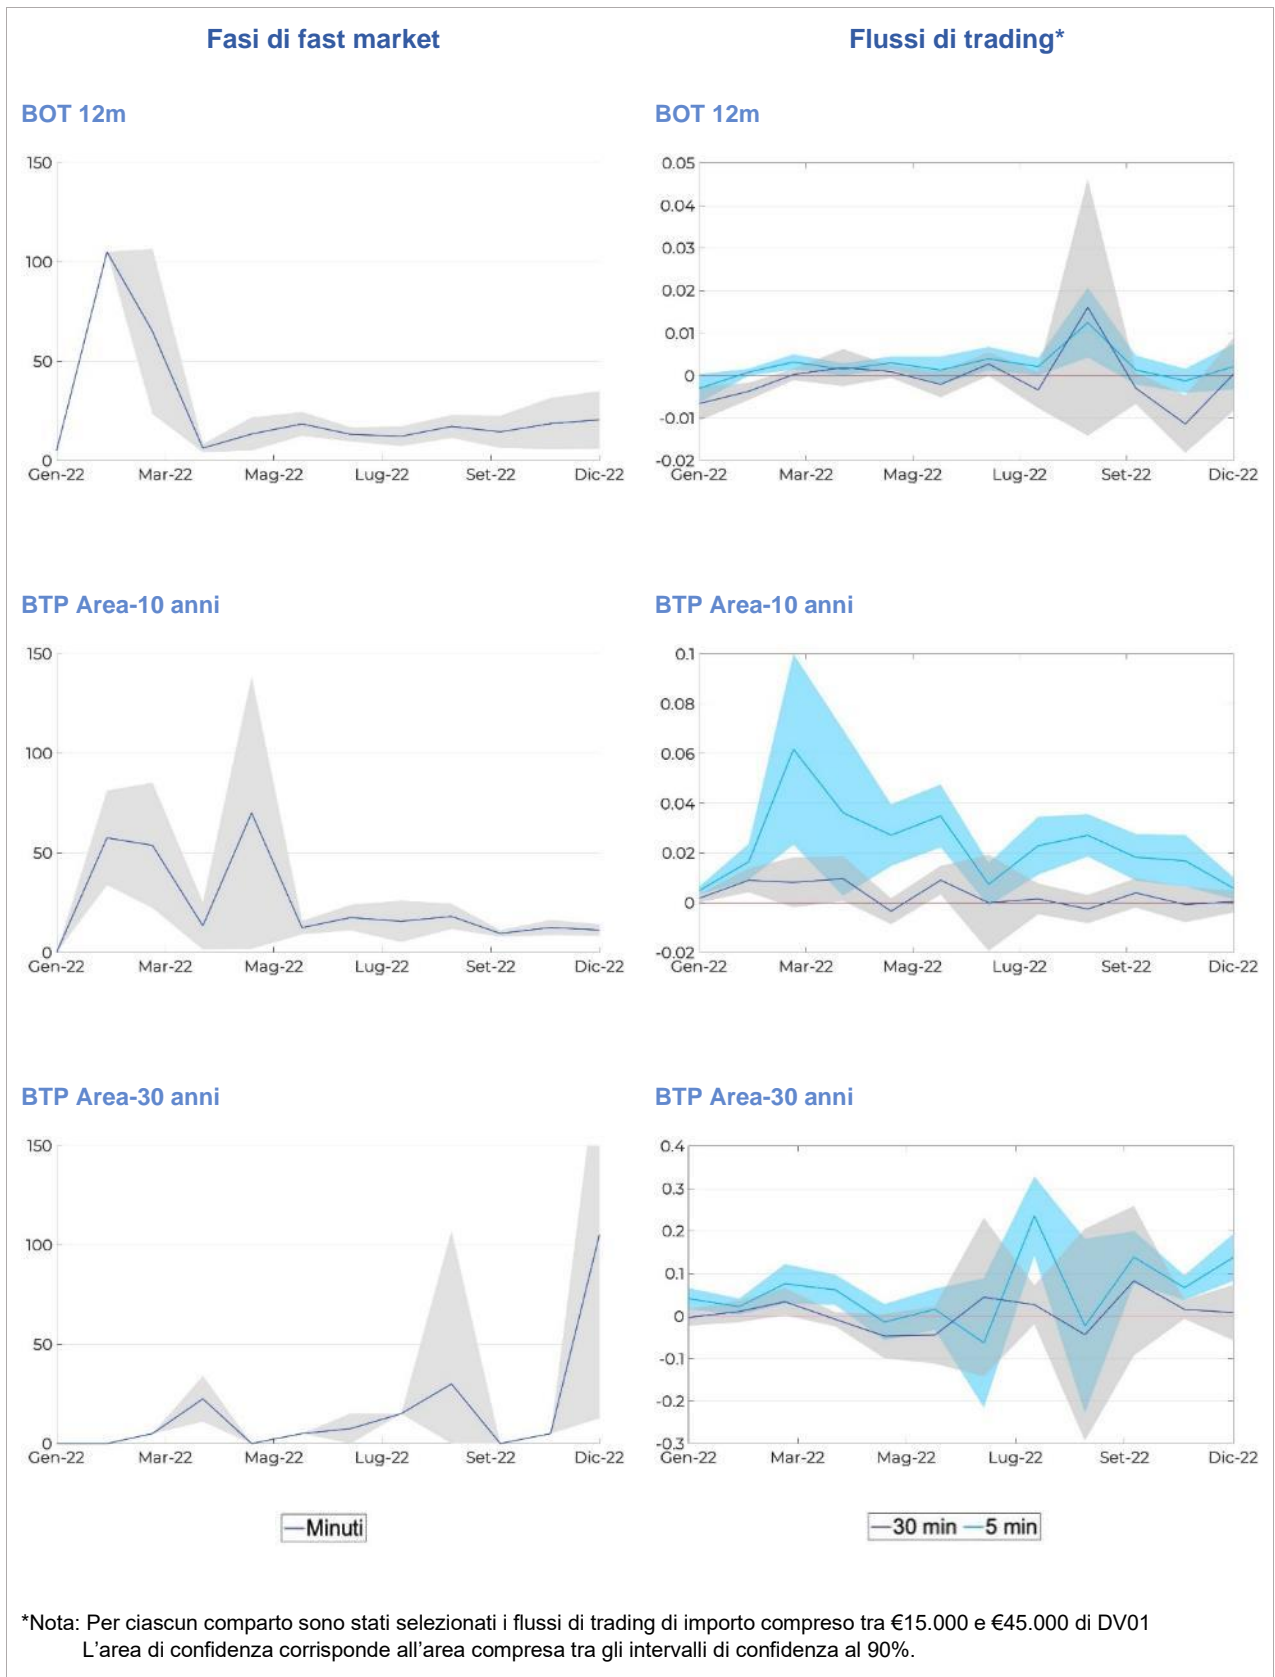 Fasi di fast market
Flussi di trading*
BOT 12m
BOT 12m
150
100
50
0
Gen-22 Mar-22 Mag-22 Lug-22 Set-22 Dic-22
0.05
0.04
0.03
0.02
0.01
0
-0.01
-0.02
Gen-22 Mar-22 Mag-22 Lug-22 Set-22 Dic-22
BTP Area-10 anni
BTP Area-10 anni
150
100
50
0
Gen-22 Mar-22 Mag-22 Lug-22 Set-22 Dic-22
0.1
0.08
0.06
0.04
0.02
0
-0.02
Gen-22 Mar-22 Mag-22 Lug-22 Set-22 Dic-22
BTP Area-30 anni
BTP Area-30 anni
150
100
50
0
Gen-22 Mar-22 Mag-22 Lug-22 Set-22 Dic-22
0.4
0.3
0.2
0.1
0
-0.1
-0.2
-0.3
Gen-22 Mar-22 Mag-22 Lug-22 Set-22 Dic-22
Minuti
30 min 5 min
*Nota: Per ciascun comparto sono stati selezionati i flussi di trading di importo compreso tra €15.000 e €45.000 di DV01
L'area di confidenza corrisponde all'area compresa tra gli intervalli di confidenza al 90%.